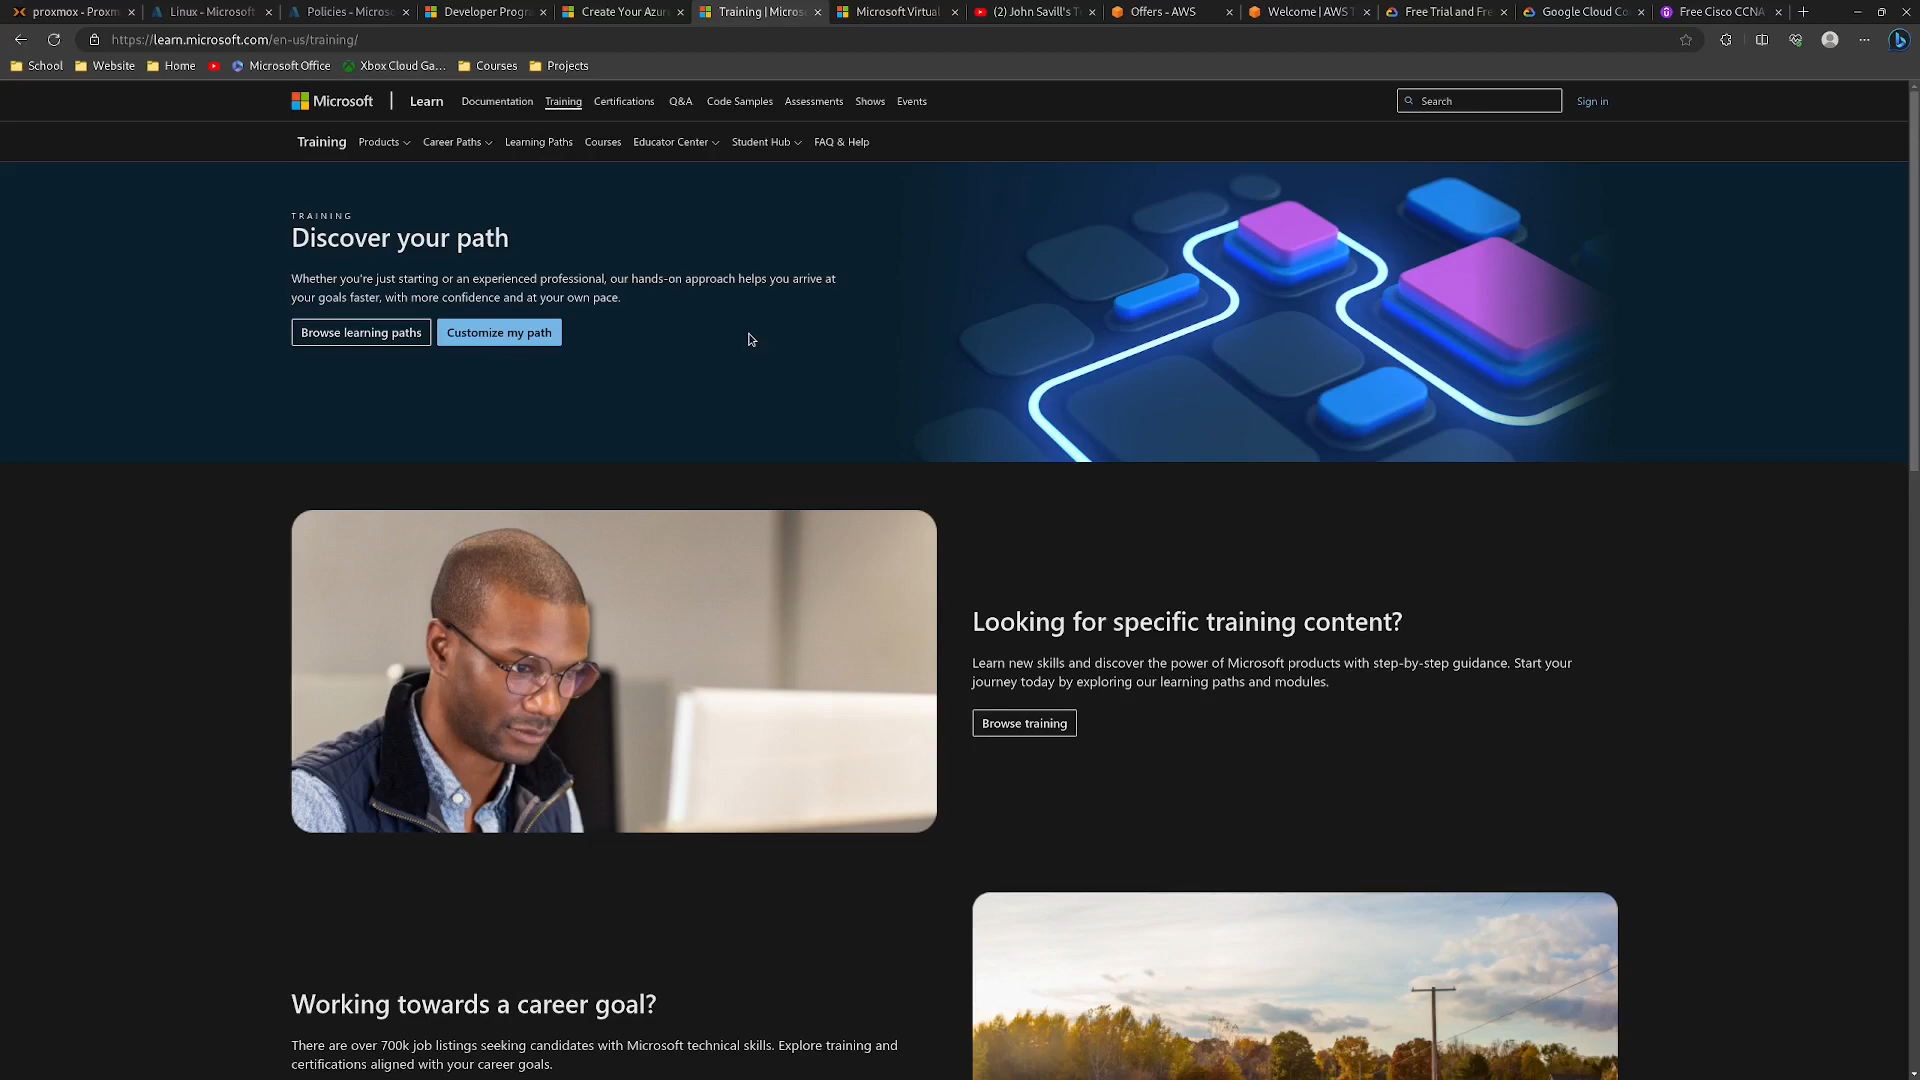 proxmox - Proxm
Linux - Microsoft
Policies - Micros
Developer Progra
Create Your Azur
Training | Micros
Microsoft Virtual
(2) John Savill's T
Offers - AWS
Welcome | AWS T
Free Trial and Fre
Google Cloud Co
Free Cisco CCNA
https://learn.microsoft.com/en-us/training/
School
Website
Home
Microsoft Office
Xbox Cloud Ga...
Courses
Projects
Microsoft
Learn
Documentation
Training
Certifications
Q&A
Code Samples
Assessments
Shows
Events
Search
Sign in
Training
Products
Career Paths
Learning Paths
Courses
Educator Center
Student Hub
FAQ & Help
TRAINING
Discover your path
Whether you're just starting or an experienced professional, our hands-on approach helps you arrive at
your goals faster, with more confidence and at your own pace.
Browse learning paths
Customize my path
Looking for specific training content?
Learn new skills and discover the power of Microsoft products with step-by-step guidance. Start your
journey today by exploring our learning paths and modules.
Browse training
Working towards a career goal?
There are over 700k job listings seeking candidates with Microsoft technical skills. Explore training and
certifications aligned with your career goals.